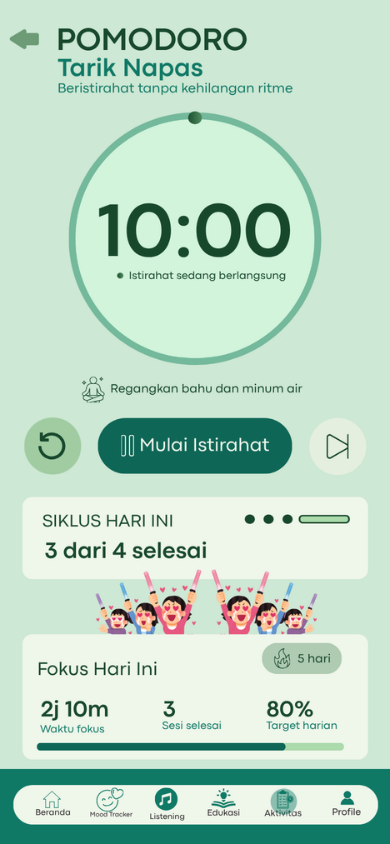 POMODORO
Tarik Napas
Beristirahat tanpa kehilangan ritme
10:00
Istirahat sedang berlangsung
Regangkan bahu dan minum air
Mulai Istirahat
SIKLUS HARI INI
3 dari 4 selesai
5 hari
Fokus Hari Ini
2j 10m 3 80%
Waktu fokus Sesi selesai Target harian
Beranda Mood Tracker Listening Edukasi Aktivitas Profile